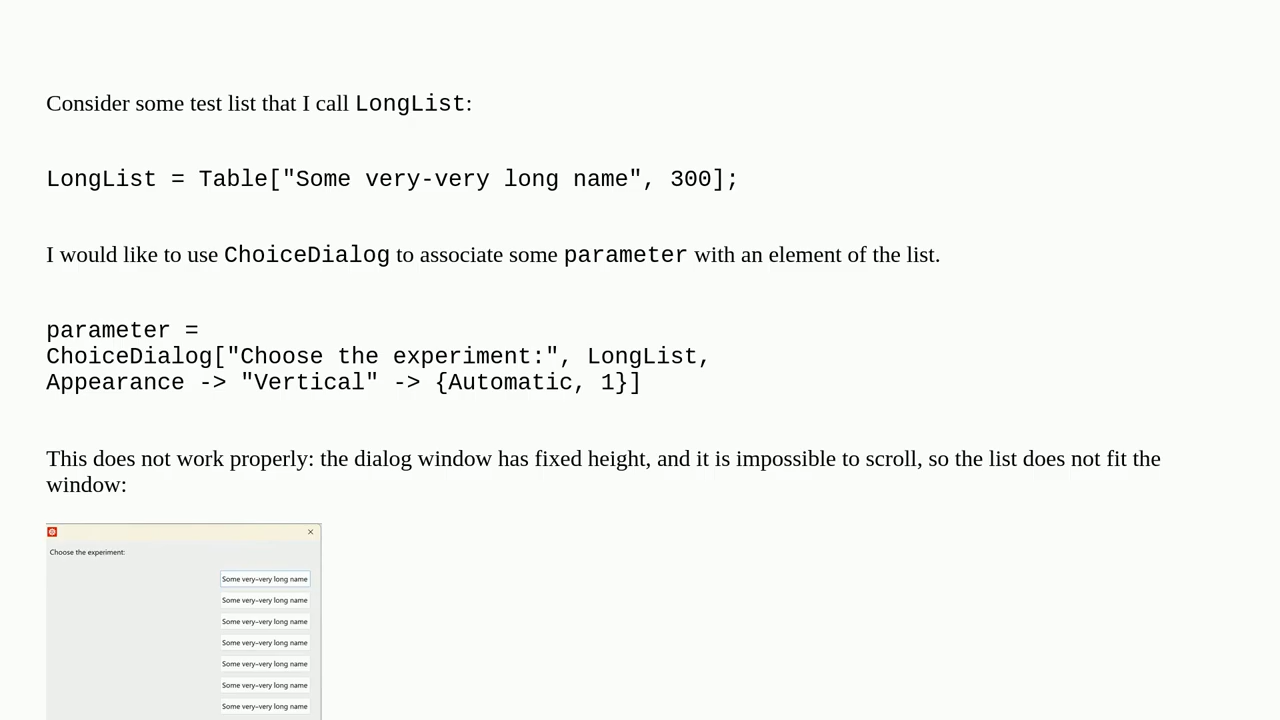 Consider some test list that I call LongList:
LongList = Table["Some very-very long name", 300];
I would like to use ChoiceDialog to associate some parameter with an element of the list.
parameter =
ChoiceDialog["Choose the experiment:", LongList,
Appearance -> "Vertical" -> {Automatic, 1}]
This does not work properly: the dialog window has fixed height, and it is impossible to scroll, so the list does not fit the
window:
Choose the experiment:
Some very-very long name
Some very-very long name
Some very-very long name
Some very-very long name
Some very-very long name
Some very-very long name
Some very-very long name